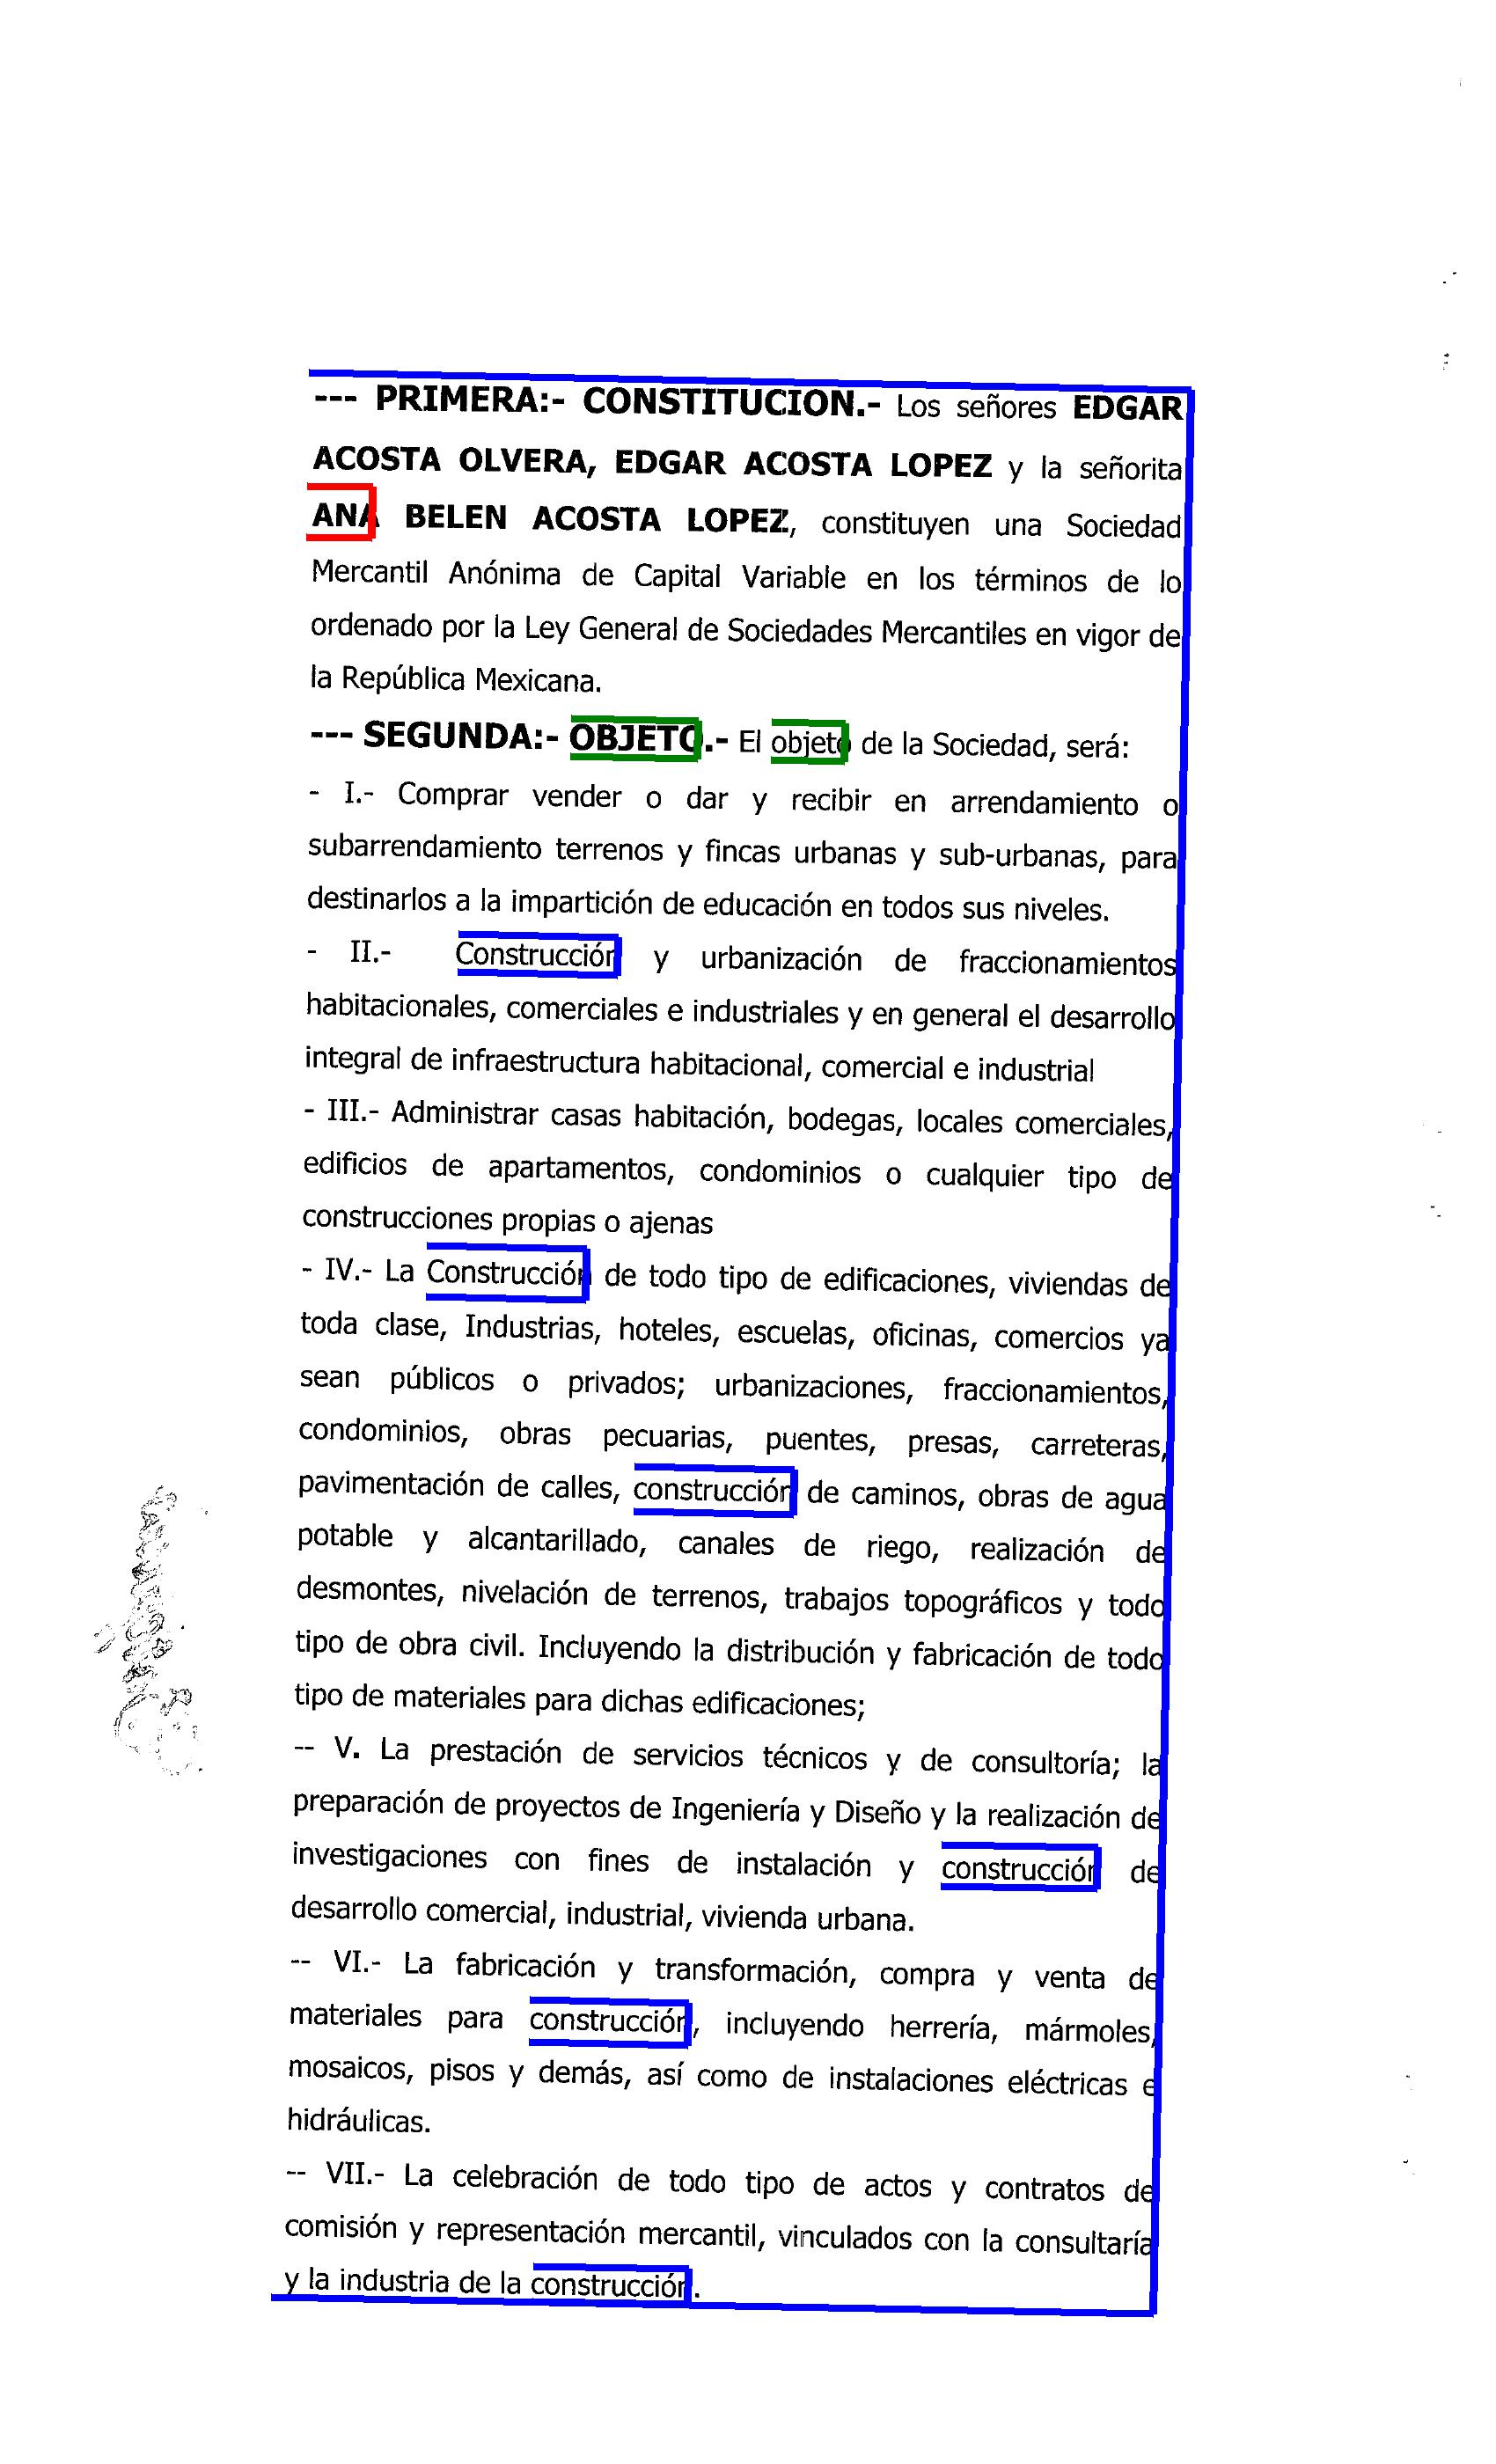 --- PRIMERA:- CONSTITUCION.- Los señores EDGAR
ACOSTA OLVERA, EDGAR ACOSTA LOPEZ y la señorita
ANA BELEN ACOSTA LOPEZ, constituyen una Sociedad
Mercantil Anónima de Capital Variable en los términos de lo
ordenado por la Ley General de Sociedades Mercantiles en vigor de
la República Mexicana.
--- SEGUNDA:- OBJETO.- El objeto de la Sociedad, será:
- I.- Comprar vender o dar y recibir en arrendamiento o
subarrendamiento terrenos y fincas urbanas y sub-urbanas, para
destinarlos a la impartición de educación en todos sus niveles.
- II.- Construcción y urbanización de fraccionamientos
habitacionales, comerciales e industriales y en general el desarrollo
integral de infraestructura habitacional, comercial e industrial
- III.- Administrar casas habitación, bodegas, locales comerciales,
edificios de apartamentos, condominios o cualquier tipo de
construcciones propias o ajenas
- IV.- La Construcción de todo tipo de edificaciones, viviendas de
toda clase, Industrias, hoteles, escuelas, oficinas, comercios ya
sean públicos o privados; urbanizaciones, fraccionamientos,
condominios, obras pecuarias, puentes, presas, carreteras,
pavimentación de calles, construcción de caminos, obras de agua
potable y alcantarillado, canales de riego, realización de
desmontes, nivelación de terrenos, trabajos topográficos y todo
tipo de obra civil. Incluyendo la distribución y fabricación de todo
tipo de materiales para dichas edificaciones;
-- V. La prestación de servicios técnicos y de consultoría; la
preparación de proyectos de Ingeniería y Diseño y la realización de
investigaciones con fines de instalación y construcción de
desarrollo comercial, industrial, vivienda urbana.
-- VI.- La fabricación y transformación, compra y venta de
materiales para construcción, incluyendo herrería, mármoles,
mosaicos, pisos y demás, así como de instalaciones eléctricas e
hidráulicas.
-- VII.- La celebración de todo tipo de actos y contratos de
comisión y representación mercantil, vinculados con la consultaría
y la industria de la construcción.